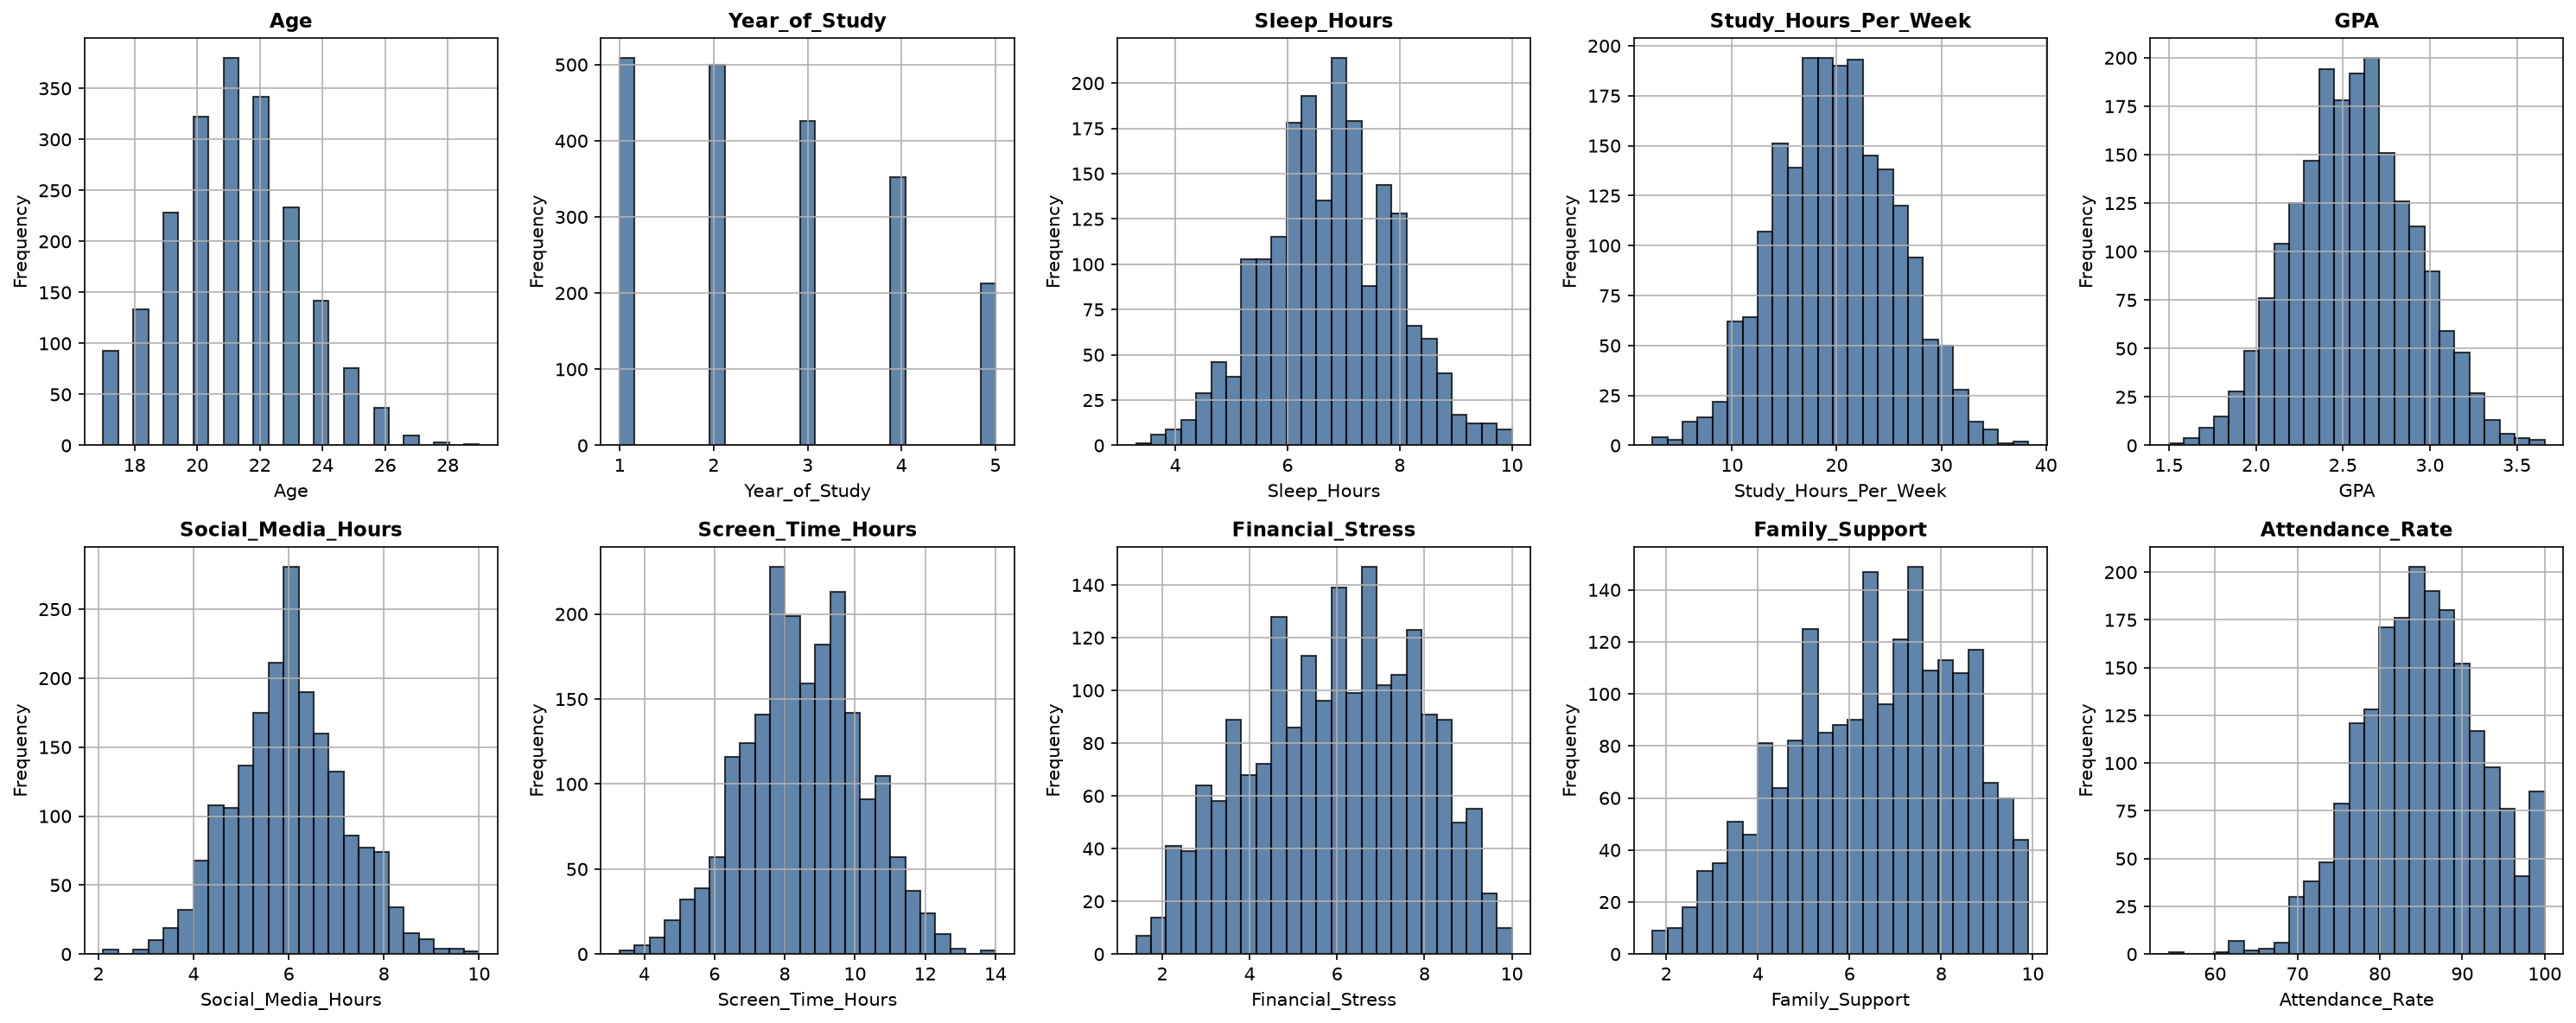 Age
Frequency
350
300
250
200
150
100
50
0
18 20 22 24 26 28
Age
Year_of_Study
Frequency
500
400
300
200
100
0
1 2 3 4 5
Year_of_Study
Sleep_Hours
Frequency
200
175
150
125
100
75
50
25
0
4 6 8 10
Sleep_Hours
Study_Hours_Per_Week
Frequency
200
175
150
125
100
75
50
25
0
10 20 30 40
Study_Hours_Per_Week
GPA
Frequency
200
175
150
125
100
75
50
25
0
1.5 2.0 2.5 3.0 3.5
GPA
Social_Media_Hours
Frequency
250
200
150
100
50
0
2 4 6 8 10
Social_Media_Hours
Screen_Time_Hours
Frequency
200
150
100
50
0
4 6 8 10 12 14
Screen_Time_Hours
Financial_Stress
Frequency
140
120
100
80
60
40
20
0
2 4 6 8 10
Financial_Stress
Family_Support
Frequency
140
120
100
80
60
40
20
0
2 4 6 8 10
Family_Support
Attendance_Rate
Frequency
200
175
150
125
100
75
50
25
0
60 70 80 90 100
Attendance_Rate